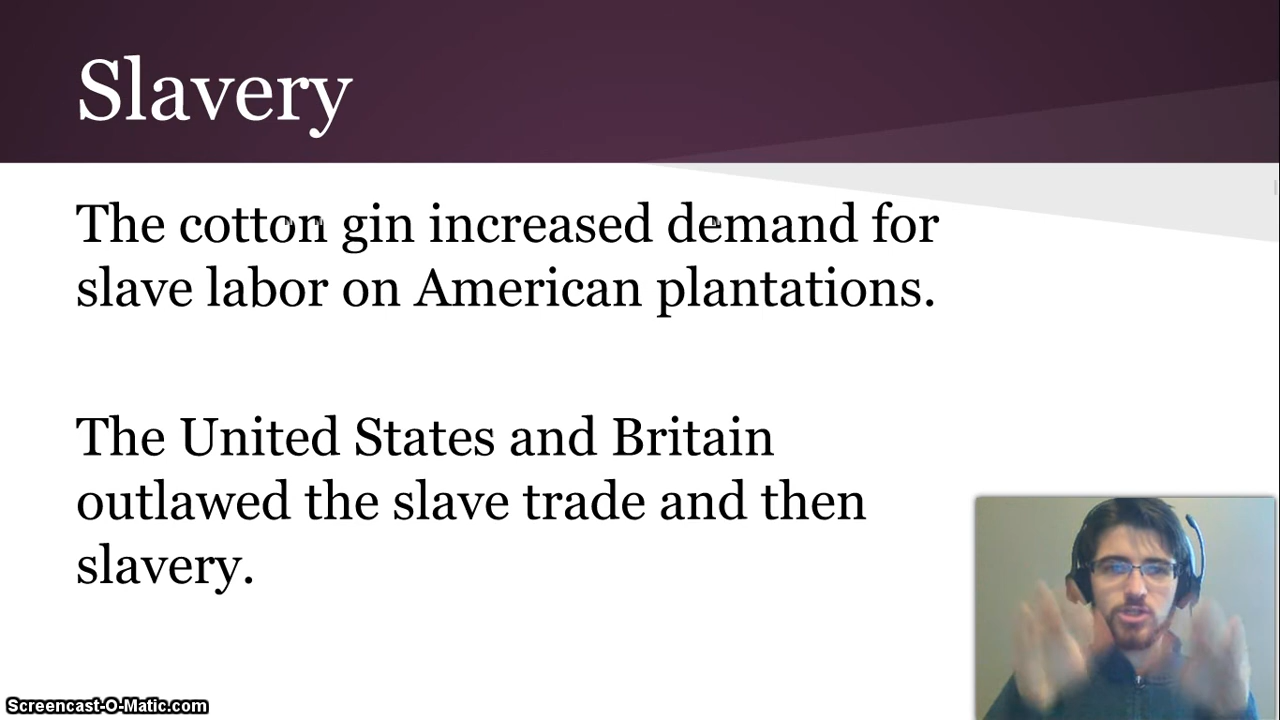 Slavery
The cotton gin increased demand for
slave labor on American plantations.
The United States and Britain
outlawed the slave trade and then
slavery.
Screencast-O-Matic.com